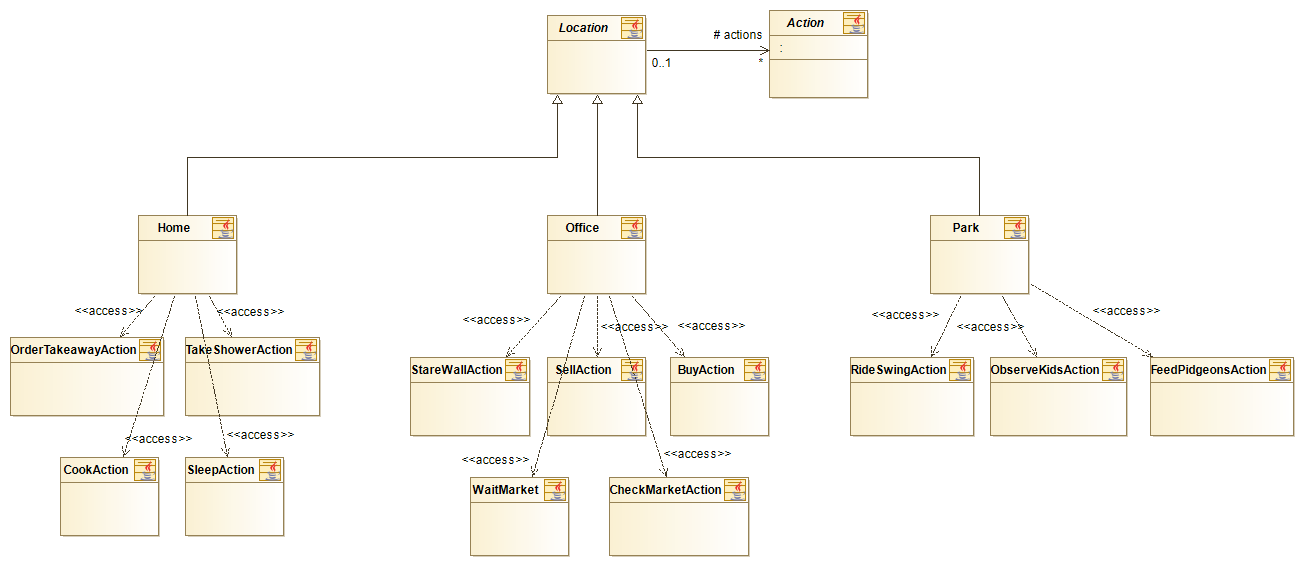 Location
Action
# actions
:
0..1
*
Home
Office
Park
<<access>>
<<access>>
<<access>>
<<access>>
<<access>>
<<access>>
<<access>>
<<access>>
OrderTakeawayAction
TakeShowerAction
StareWallAction
SellAction
BuyAction
RideSwingAction
ObserveKidsAction
FeedPidgeonsAction
<<access>>
<<access>>
<<access>>
<<access>>
CookAction
SleepAction
WaitMarket
CheckMarketAction